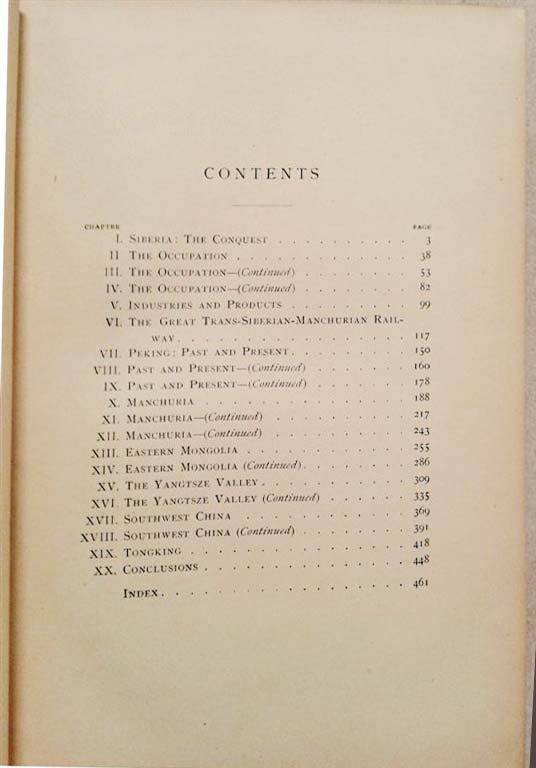 CONTENTS
CHAPTER PAGE
I. SIBERIA: THE CONQUEST . . . . . . . . . . 3
II THE OCCUPATION . . . . . . . . . . . . 38
III. THE OCCUPATION—(Continued) . . . . . . . . 53
IV. THE OCCUPATION—(Continued) . . . . . . . . 82
V. INDUSTRIES AND PRODUCTS . . . . . . . . . 99
VI. THE GREAT TRANS-SIBERIAN-MANCHURIAN RAIL-
WAY . . . . . . . . . . . . . . 117
VII. PEKING: PAST AND PRESENT . . . . . . . . . 150
VIII. PAST AND PRESENT—(Continued) . . . . . . . 160
IX. PAST AND PRESENT—(Continued) . . . . . . . 178
X. MANCHURIA . . . . . . . . . . . . . 188
XI. MANCHURIA—(Continued) . . . . . . . . . . 217
XII. MANCHURIA—(Continued) . . . . . . . . . . 243
XIII. EASTERN MONGOLIA . . . . . . . . . . . 255
XIV. EASTERN MONGOLIA (Continued) . . . . . . . . 286
XV. THE YANGTSZE VALLEY . . . . . . . . . . 309
XVI. THE YANGTSZE VALLEY (Continued) . . . . . . . 335
XVII. SOUTHWEST CHINA . . . . . . . . . . . 369
XVIII. SOUTHWEST CHINA (Continued) . . . . . . . . 391
XIX. TONGKING . . . . . . . . . . . . . 418
XX. CONCLUSIONS . . . . . . . . . . . . 448
INDEX . . . . . . . . . . . . . . 461